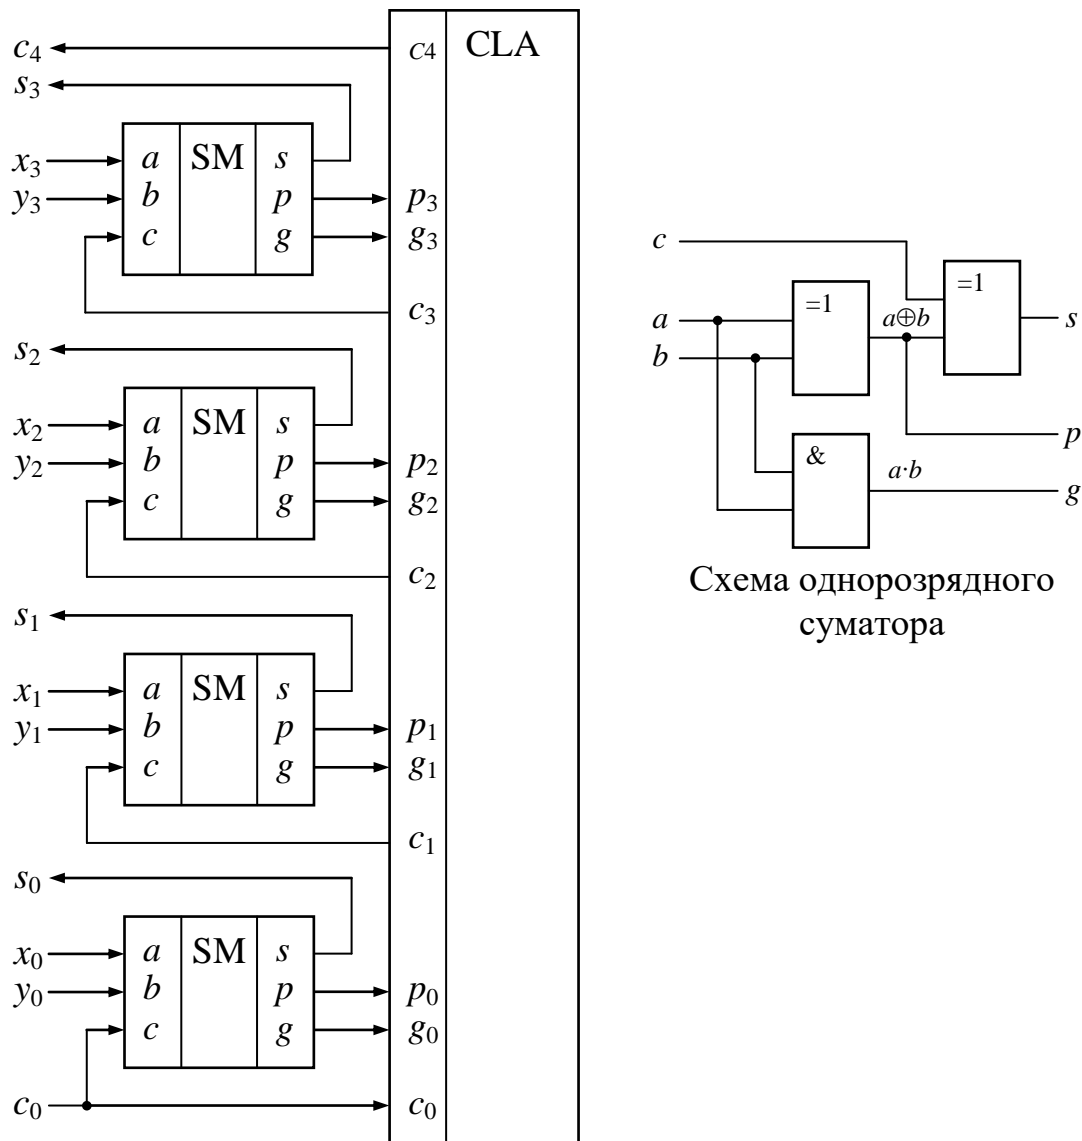 c4 c4 CLA
s3
x3 a SM s
y3 b p p3
c g g3
c3
s2
x2 a SM s
y2 b p p2
c g g2
c2
s1
x1 a SM s
y1 b p p1
c g g1
c1
s0
x0 a SM s
y0 b p p0
c g g0
c0 c0
c
=1
a =1 a⊕b s
b
p
& a·b
g
Схема однорозрядного
суматора